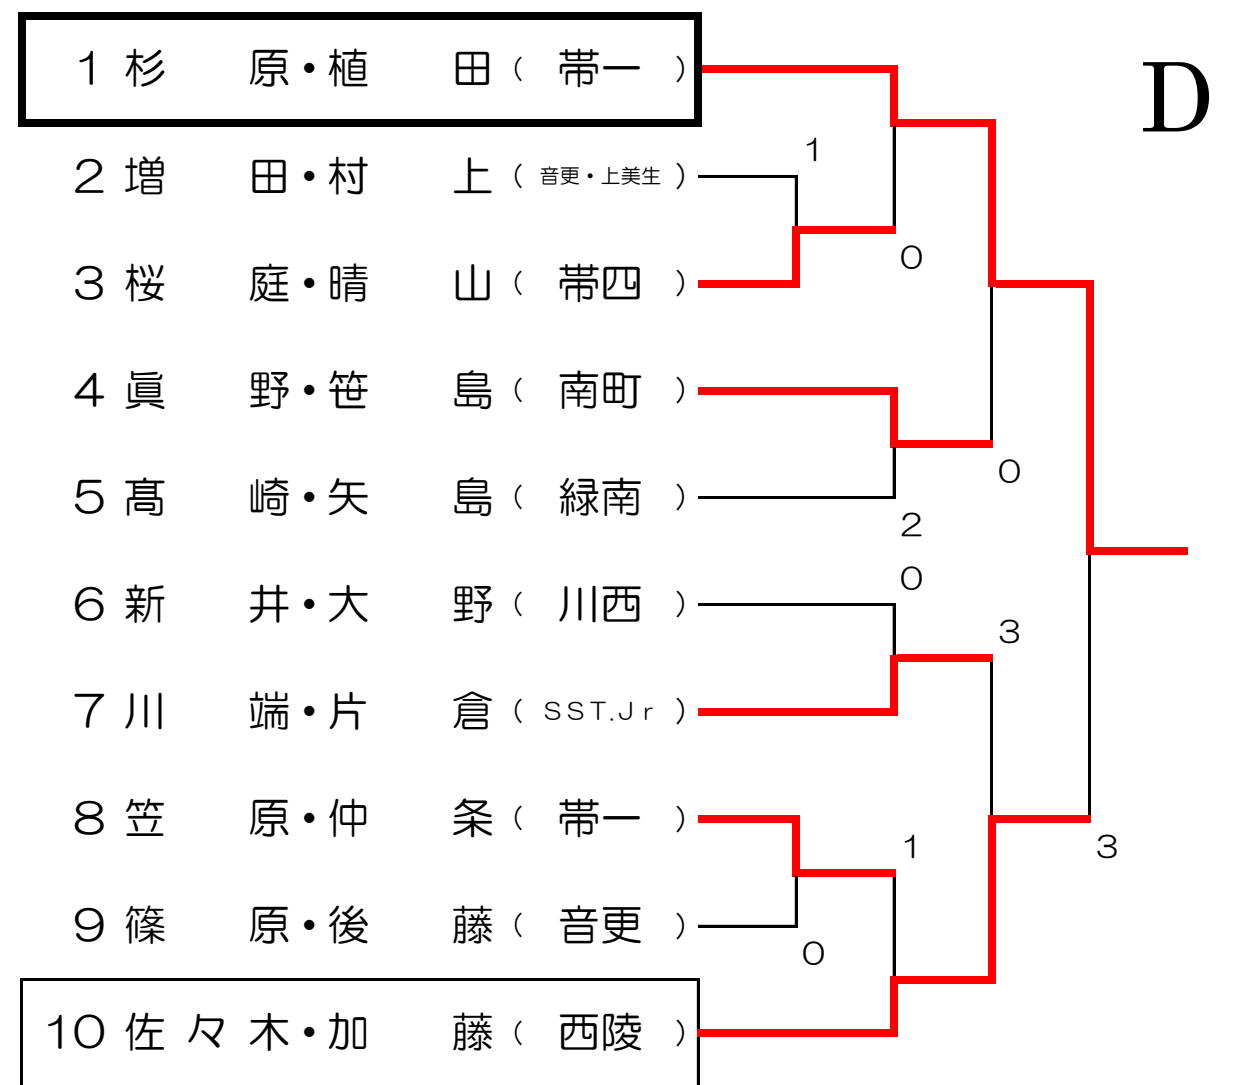 1 杉 原・植 田 ( 帯一 )
D
1
2 増 田・村 上 ( 音更・上美生 )
0
3 桜 庭・晴 山 ( 帯四 )
4 眞 野・笹 島 ( 南町 )
0
5 髙 崎・矢 島 ( 緑南 )
2
0
6 新 井・大 野 ( 川西 )
3
7 川 端・片 倉 ( SST.Jr )
8 笠 原・仲 条 ( 帯一 )
1
3
9 篠 原・後 藤 ( 音更 )
0
10 佐 々 木・加 藤 ( 西陵 )